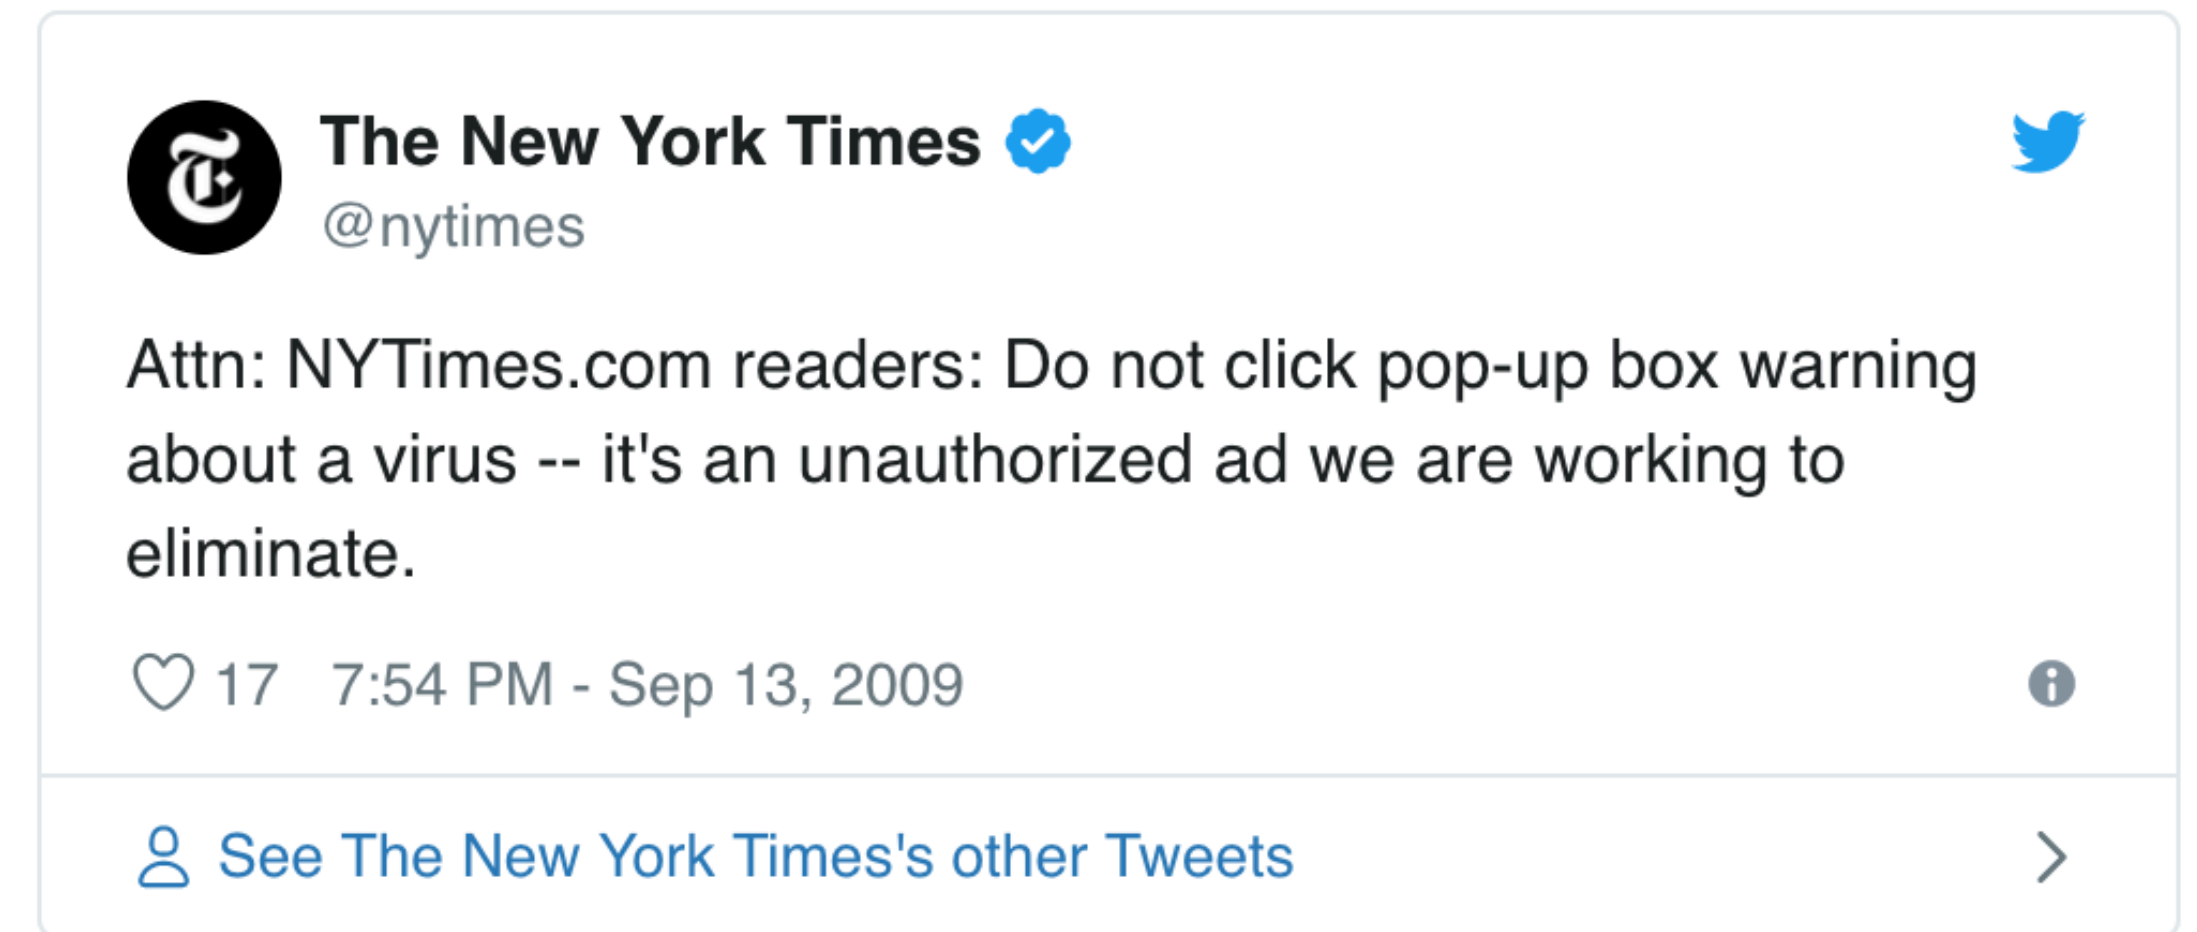 The New York Times
@nytimes
Attn: NYTimes.com readers: Do not click pop-up box warning
about a virus -- it's an unauthorized ad we are working to
eliminate.
17 7:54 PM - Sep 13, 2009
See The New York Times's other Tweets